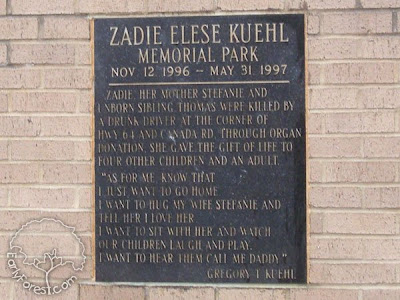 ZADIE ELESE KUEHL
MEMORIAL PARK
NOV 12 1996 – MAY 31 1997
ZADIE, HER MOTHER STEFANIE AND
UNBORN SIBLING, THOMAS WERE KILLED BY
A DRUNK DRIVER AT THE CORNER OF
HWY 64 AND CANADA RD. THROUGH ORGAN
DONATION, SHE GAVE THE GIFT OF LIFE TO
FOUR OTHER CHILDREN AND AN ADULT.
"AS FOR ME, KNOW THAT
I JUST WANT TO GO HOME
I WANT TO HUG MY WIFE STEFANIE AND
TELL HER I LOVE HER
I WANT TO SIT WITH HER AND WATCH
OUR CHILDREN LAUGH AND PLAY.
I WANT TO HEAR THEM CALL ME DADDY"
GREGORY T KUEHL
FamilyForest.com